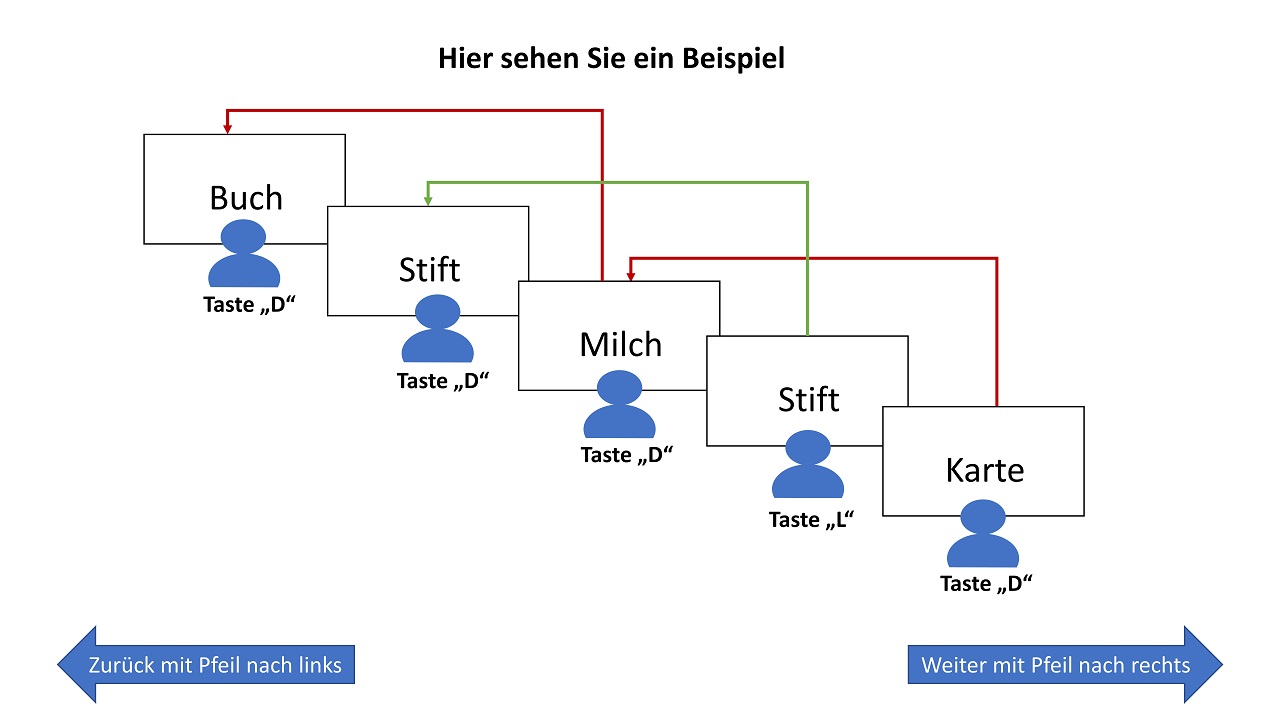 Hier sehen Sie ein Beispiel
Buch
Taste „D“
Stift
Taste „D“
Milch
Taste „D“
Stift
Taste „L“
Karte
Taste „D“
Zurück mit Pfeil nach links
Weiter mit Pfeil nach rechts